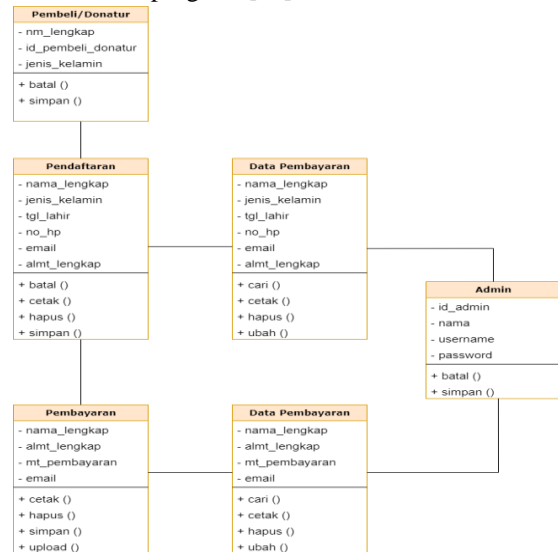 Pembeli/Donatur
- nm_lengkap
- id_pembeli_donatur
- jenis_kelamin
+ batal ()
+ simpan ()
Pendaftaran
- nama_lengkap
- jenis_kelamin
- tgl_lahir
- no_hp
- email
- almt_lengkap
+ batal ()
+ cetak ()
+ hapus ()
+ simpan ()
Data Pembayaran
- nama_lengkap
- jenis_kelamin
- tgl_lahir
- no_hp
- email
- almt_lengkap
+ cari ()
+ cetak ()
+ hapus ()
+ ubah ()
Admin
- id_admin
- nama
- username
- password
+ batal ()
+ simpan ()
Pembayaran
- nama_lengkap
- almt_lengkap
- mt_pembayaran
- email
+ cetak ()
+ hapus ()
+ simpan ()
+ upload ()
Data Pembayaran
- nama_lengkap
- almt_lengkap
- mt_pembayaran
- email
+ cari ()
+ cetak ()
+ hapus ()
+ ubah ()